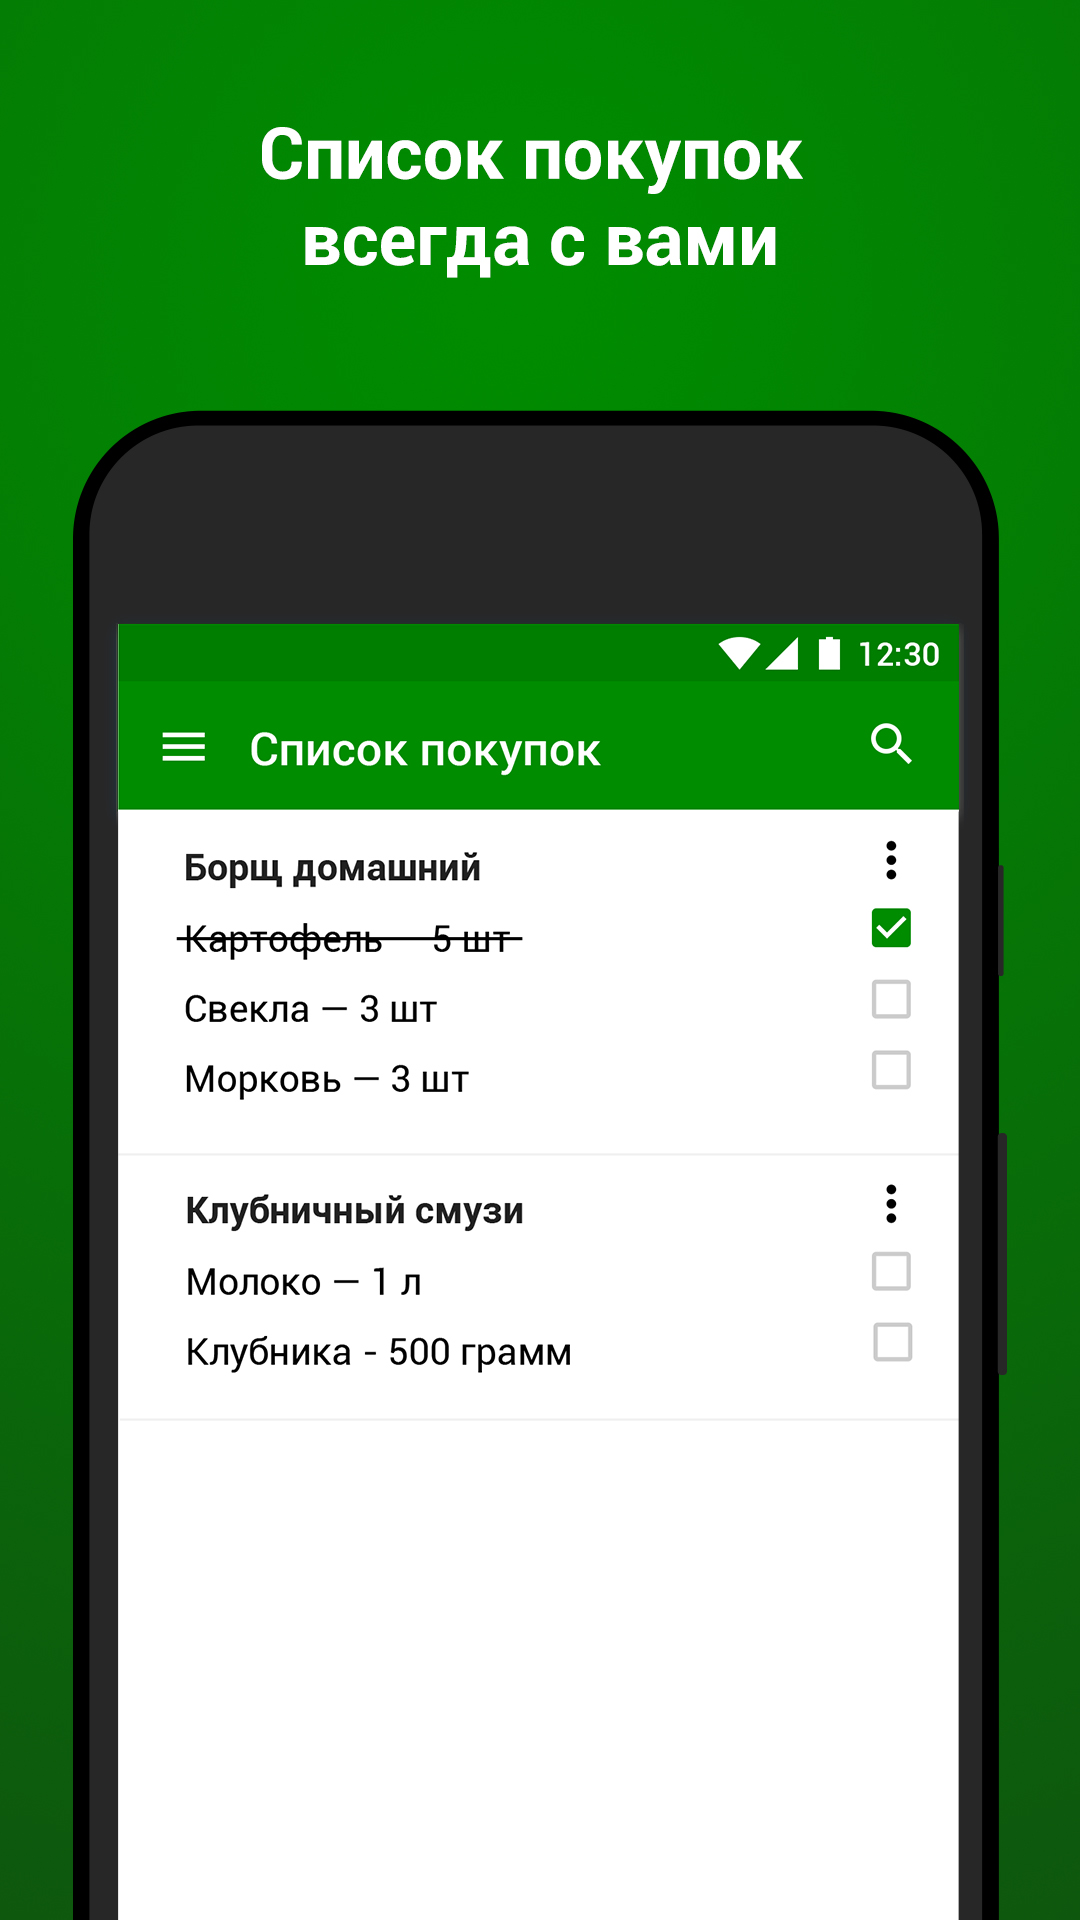 Список покупок
всегда с вами
12:30
Список покупок
Борщ домашний
Картофель — 5 шт
Свекла — 3 шт
Морковь — 3 шт
Клубничный смузи
Молоко — 1 л
Клубника - 500 грамм